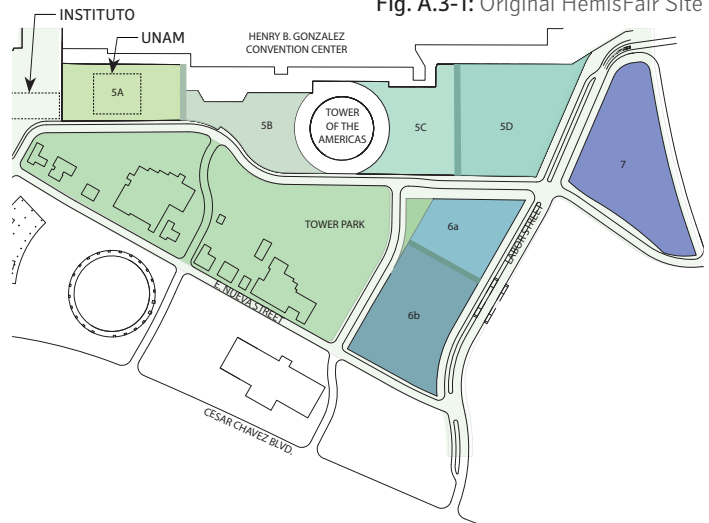 Fig. A.3-1: Original HemisFair Site
INSTITUTO
UNAM
HENRY B. GONZALEZ
CONVENTION CENTER
5A
5B
TOWER
OF THE
AMERICAS
5C
5D
7
TOWER PARK
6a
LABOR STREET
E. NUEVA STREET
6b
CESAR CHAVEZ BLVD.